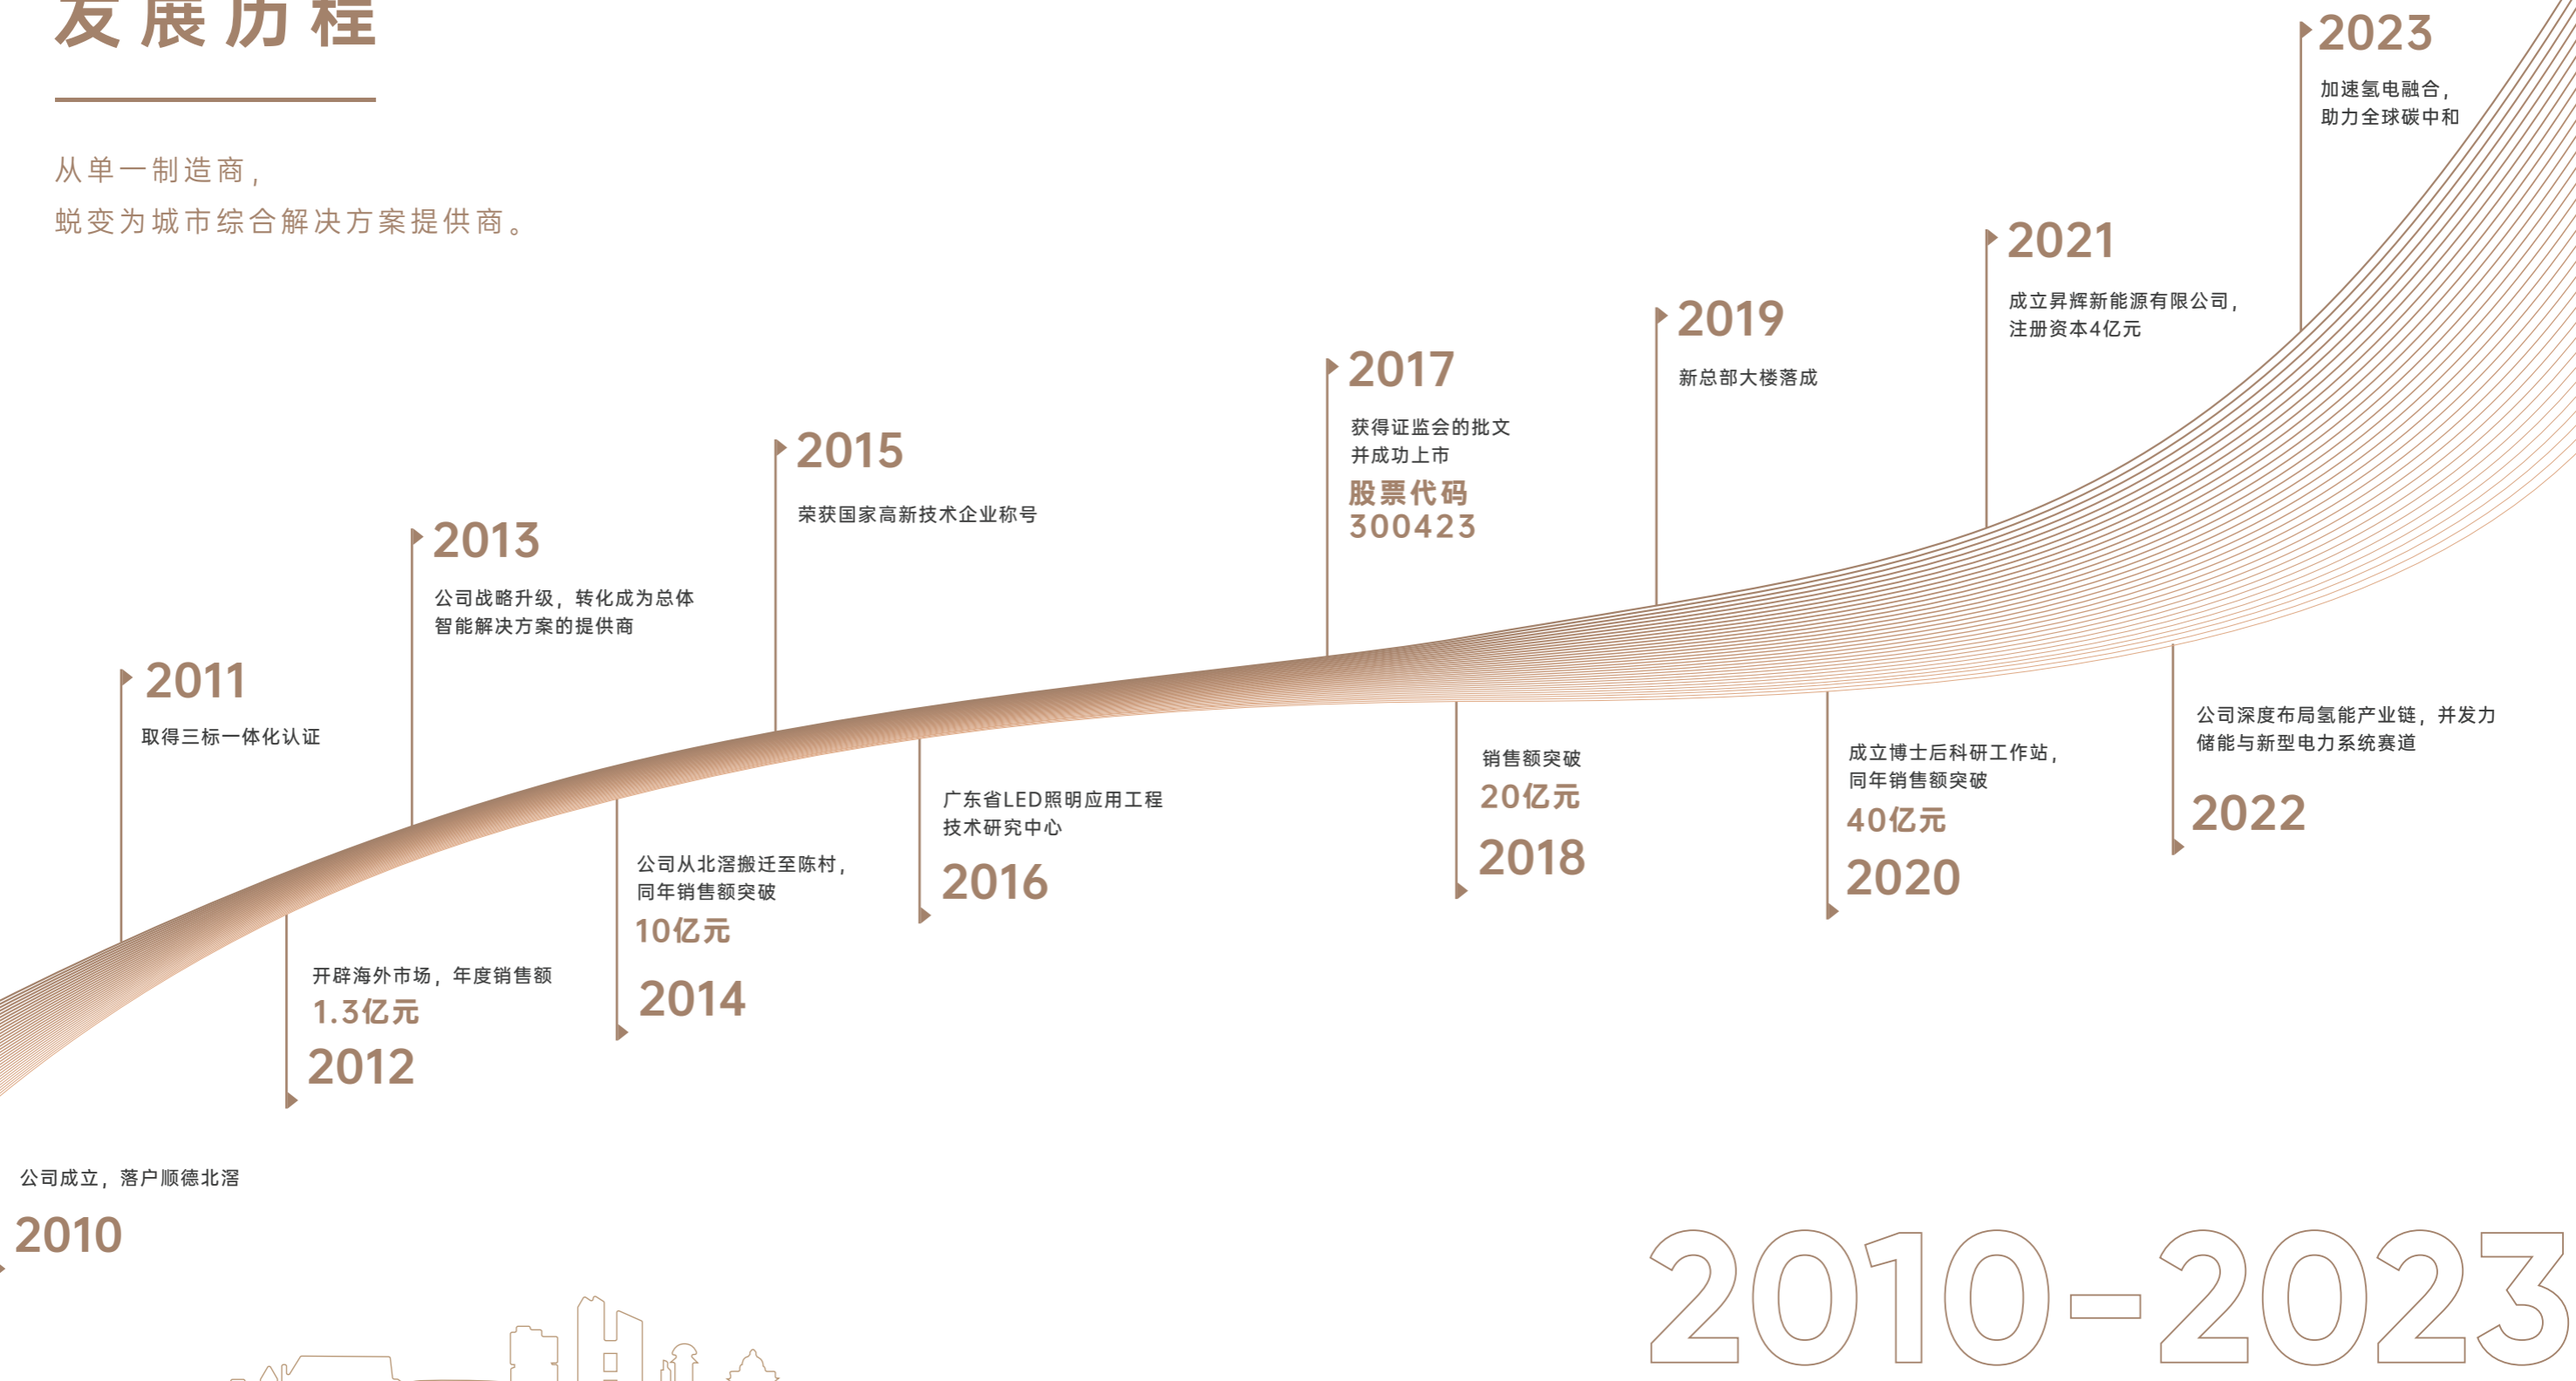 发展历程
从单一制造商，
蜕变为城市综合解决方案提供商。
公司成立，落户顺德北滘
2010
2011
取得三标一体化认证
开辟海外市场，年度销售额
1.3亿元
2012
2013
公司战略升级，转化成为总体
智能解决方案的提供商
公司从北滘搬迁至陈村，
同年销售额突破
10亿元
2014
2015
荣获国家高新技术企业称号
广东省LED照明应用工程
技术研究中心
2016
2017
获得证监会的批文
并成功上市
股票代码
300423
销售额突破
20亿元
2018
2019
新总部大楼落成
成立博士后科研工作站，
同年销售额突破
40亿元
2020
2021
成立昇辉新能源有限公司，
注册资本4亿元
公司深度布局氢能产业链，并发力
储能与新型电力系统赛道
2022
2023
加速氢电融合，
助力全球碳中和
2010-2023